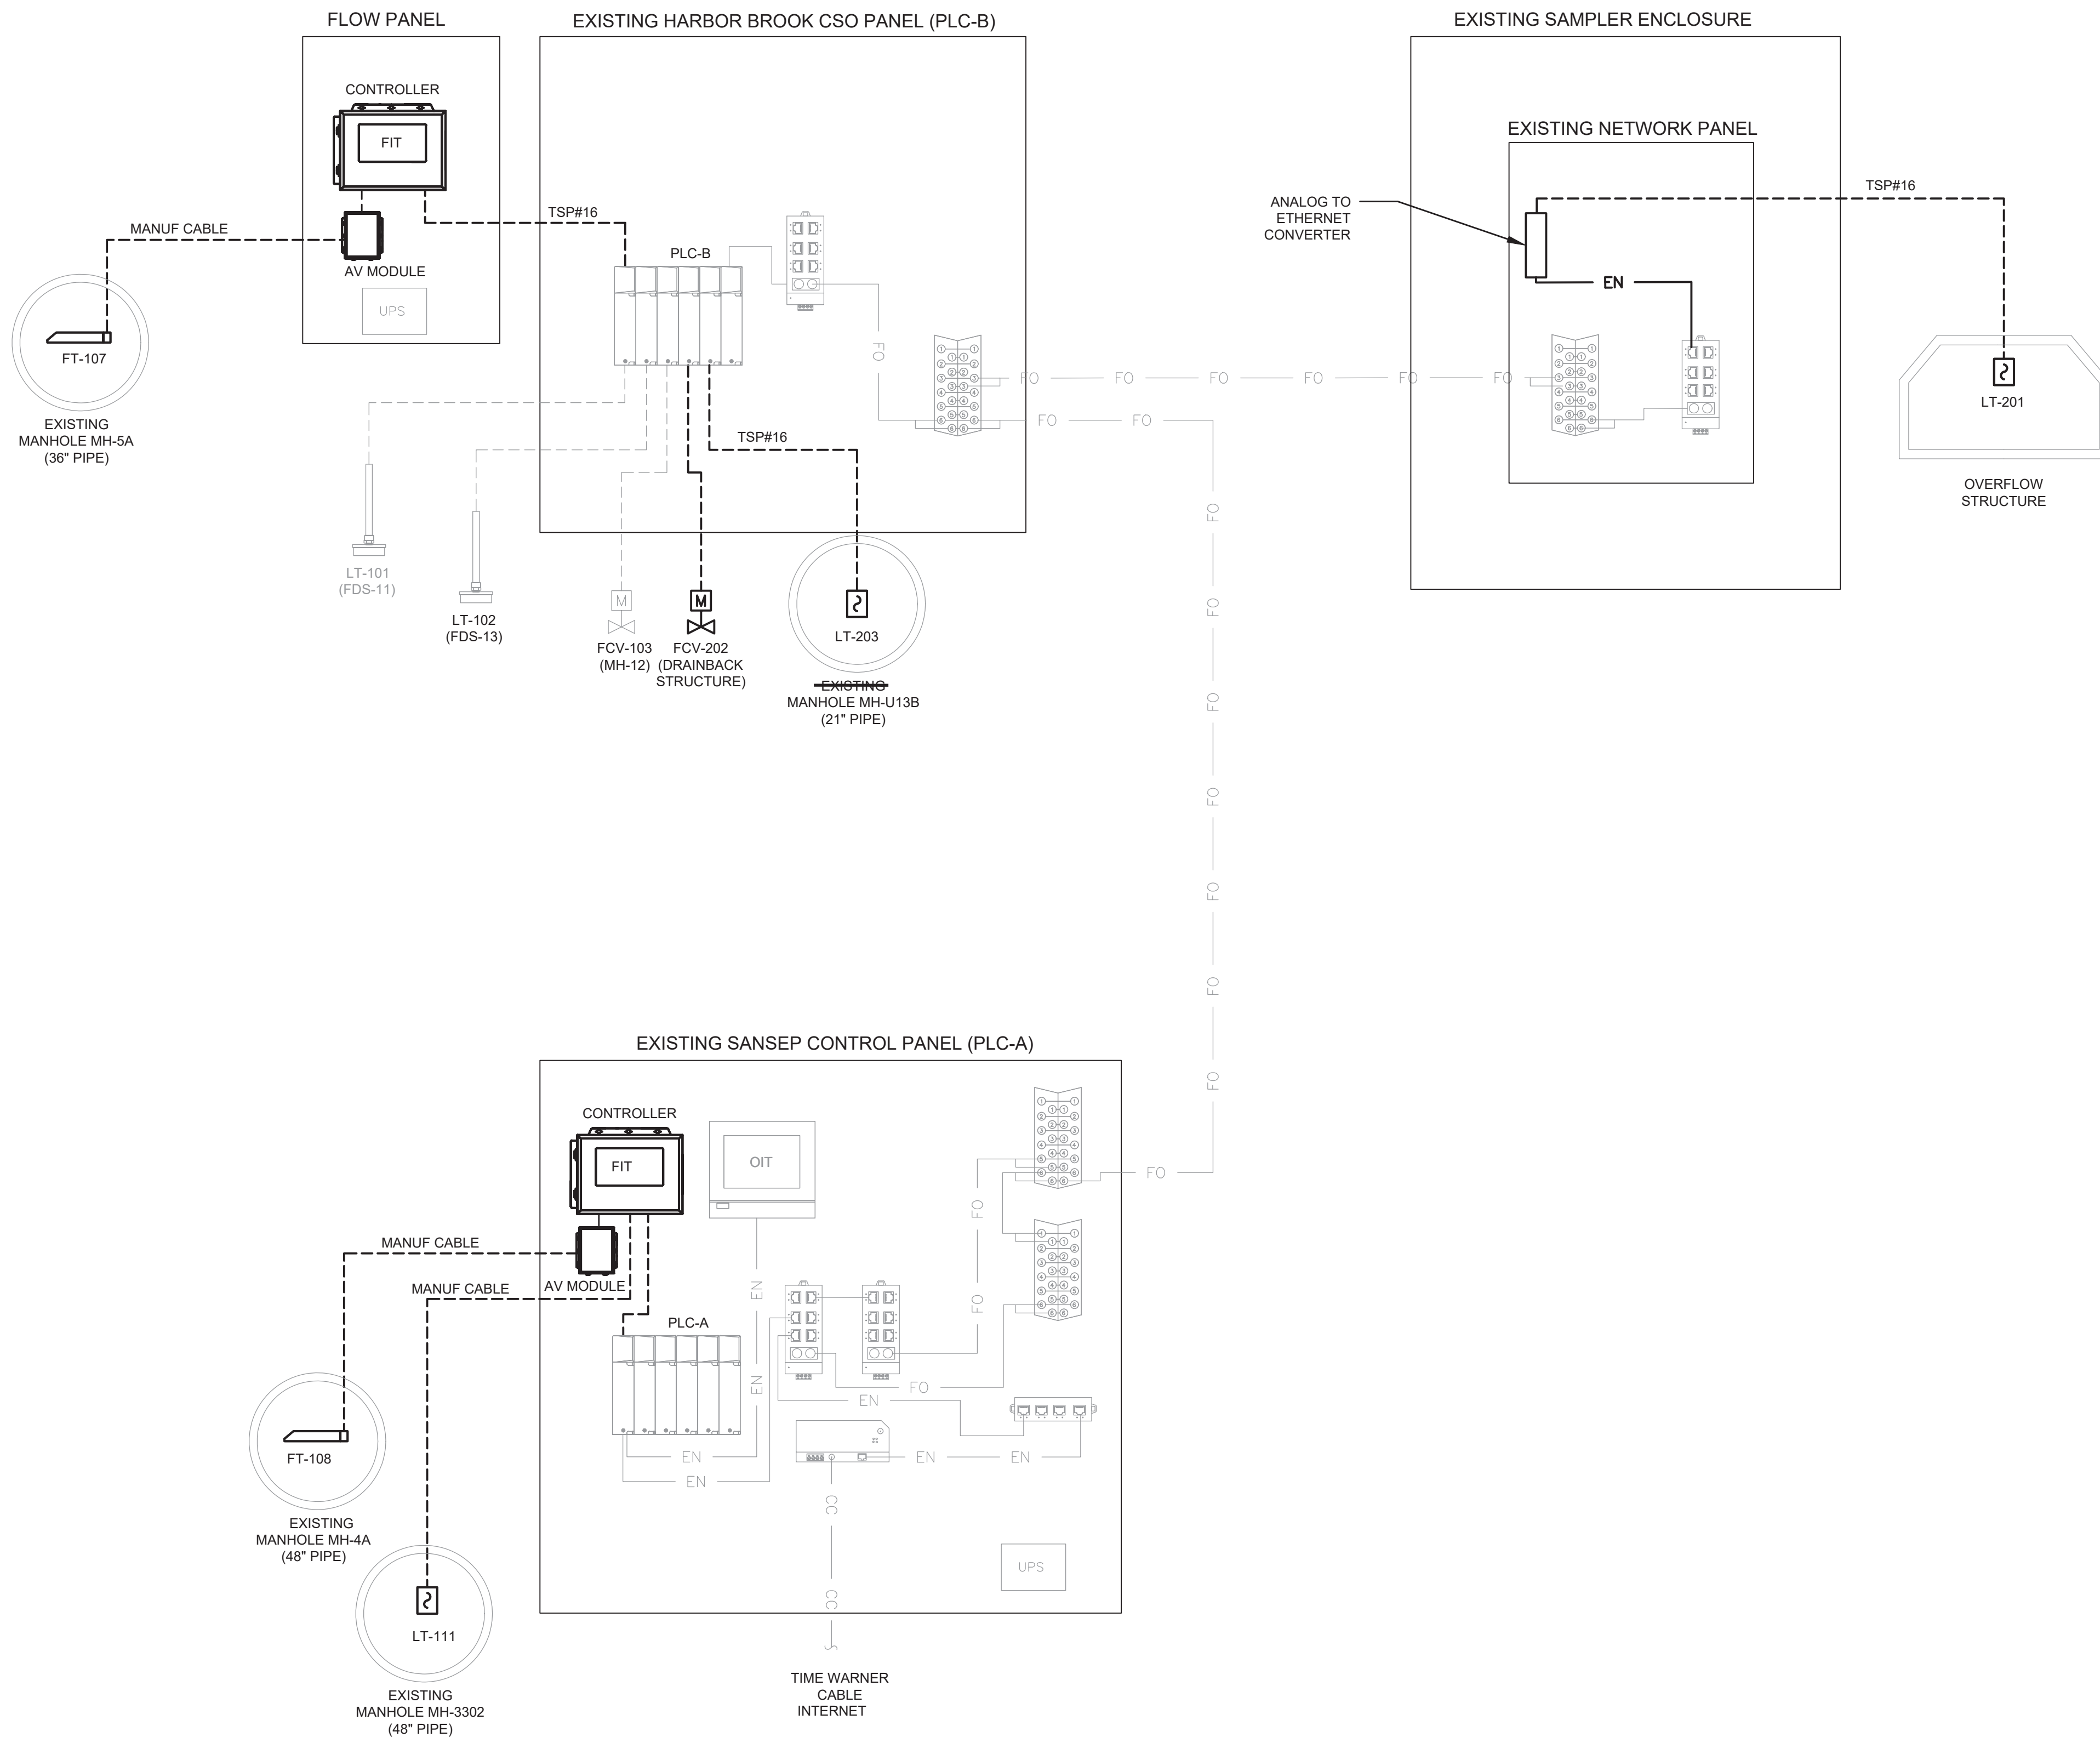 FLOW PANEL
CONTROLLER
FIT
MANUF CABLE
AV MODULE
UPS
FT-107
EXISTING
MANHOLE MH-5A
(36" PIPE)
EXISTING HARBOR BROOK CSO PANEL (PLC-B)
TSP#16
PLC-B
FO
TSP#16
LT-101
(FDS-11)
LT-102
(FDS-13)
M
FCV-103
(MH-12)
M
FCV-202
(DRAINBACK
STRUCTURE)
LT-203
EXISTING
MANHOLE MH-U13B
(21" PIPE)
FO FO FO FO FO FO
FO FO
FO
FO
FO
FO
FO
FO
FO
FO
EXISTING SAMPLER ENCLOSURE
EXISTING NETWORK PANEL
ANALOG TO
ETHERNET
CONVERTER
EN
TSP#16
LT-201
OVERFLOW
STRUCTURE
EXISTING SANSEP CONTROL PANEL (PLC-A)
CONTROLLER
FIT
OIT
MANUF CABLE
MANUF CABLE
AV MODULE
PLC-A
EN
EN
FO
FO
FO
EN
EN
EN
EN EN
CC
CC
UPS
FT-108
EXISTING
MANHOLE MH-4A
(48" PIPE)
LT-111
EXISTING
MANHOLE MH-3302
(48" PIPE)
TIME WARNER
CABLE
INTERNET